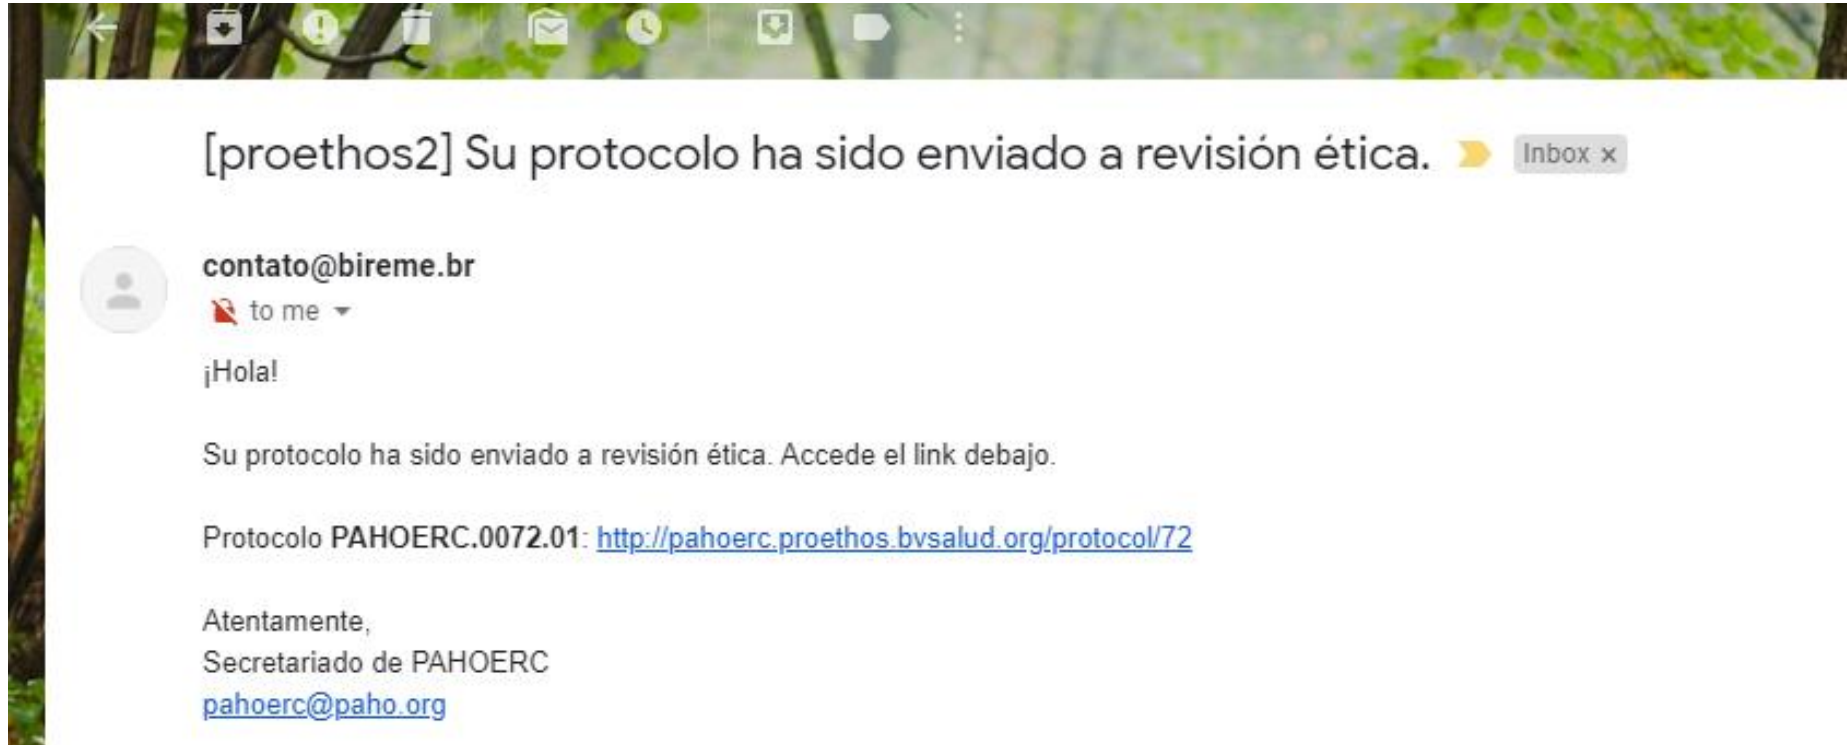 [proethos2] Su protocolo ha sido enviado a revisión ética. Inbox x
contato@bireme.br
to me
¡Hola!
Su protocolo ha sido enviado a revisión ética. Accede el link debajo.
Protocolo PAHOERC.0072.01: http://pahoerc.proethos.bvsalud.org/protocol/72
Atentamente,
Secretariado de PAHOERC
pahoerc@paho.org